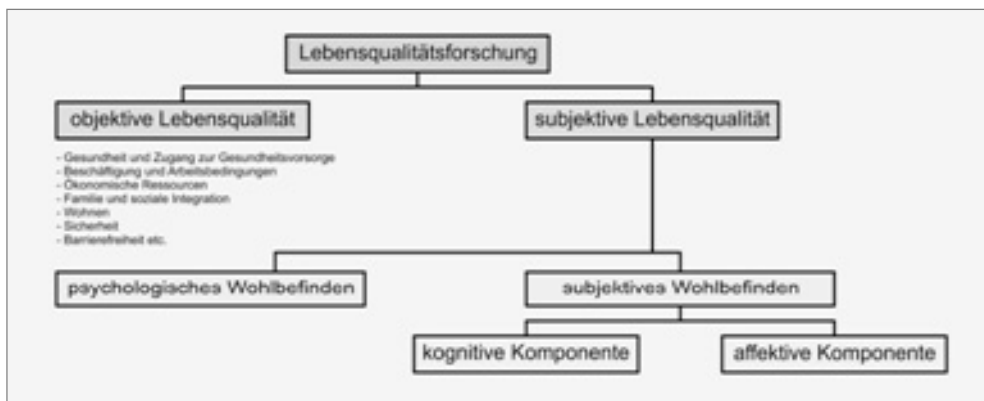 Lebensqualitätsforschung
objektive Lebensqualität
subjektive Lebensqualität
- Gesundheit und Zugang zur Gesundheitsvorsorge
- Beschäftigung und Arbeitsbedingungen
- Ökonomische Ressourcen
- Familie und soziale Integration
- Wohnen
- Sicherheit
- Barrierefreiheit etc.
psychologisches Wohlbefinden
subjektives Wohlbefinden
kognitive Komponente
affektive Komponente